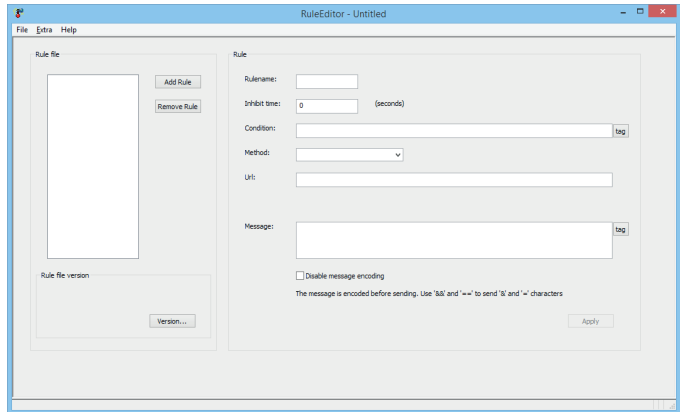 RuleEditor - Untitled
File Extra Help
Rule file
Add Rule
Remove Rule
Rule file version
Version...
Rule
Rulename:
Inhibit time: 0 (seconds)
Condition: tag
Method:
Url:
Message: tag
Disable message encoding
The message is encoded before sending. Use '&&' and '==' to send '&' and '=' characters
Apply